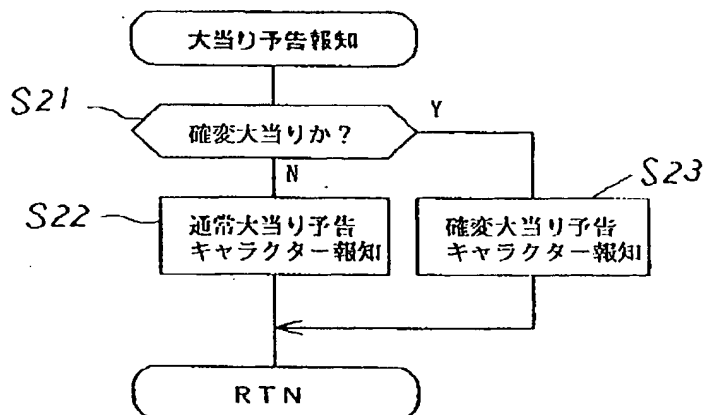 大当り予告報知
S21
確変大当りか?
Y
N
S22
通常大当り予告
キャラクター報知
S23
確変大当り予告
キャラクター報知
RTN